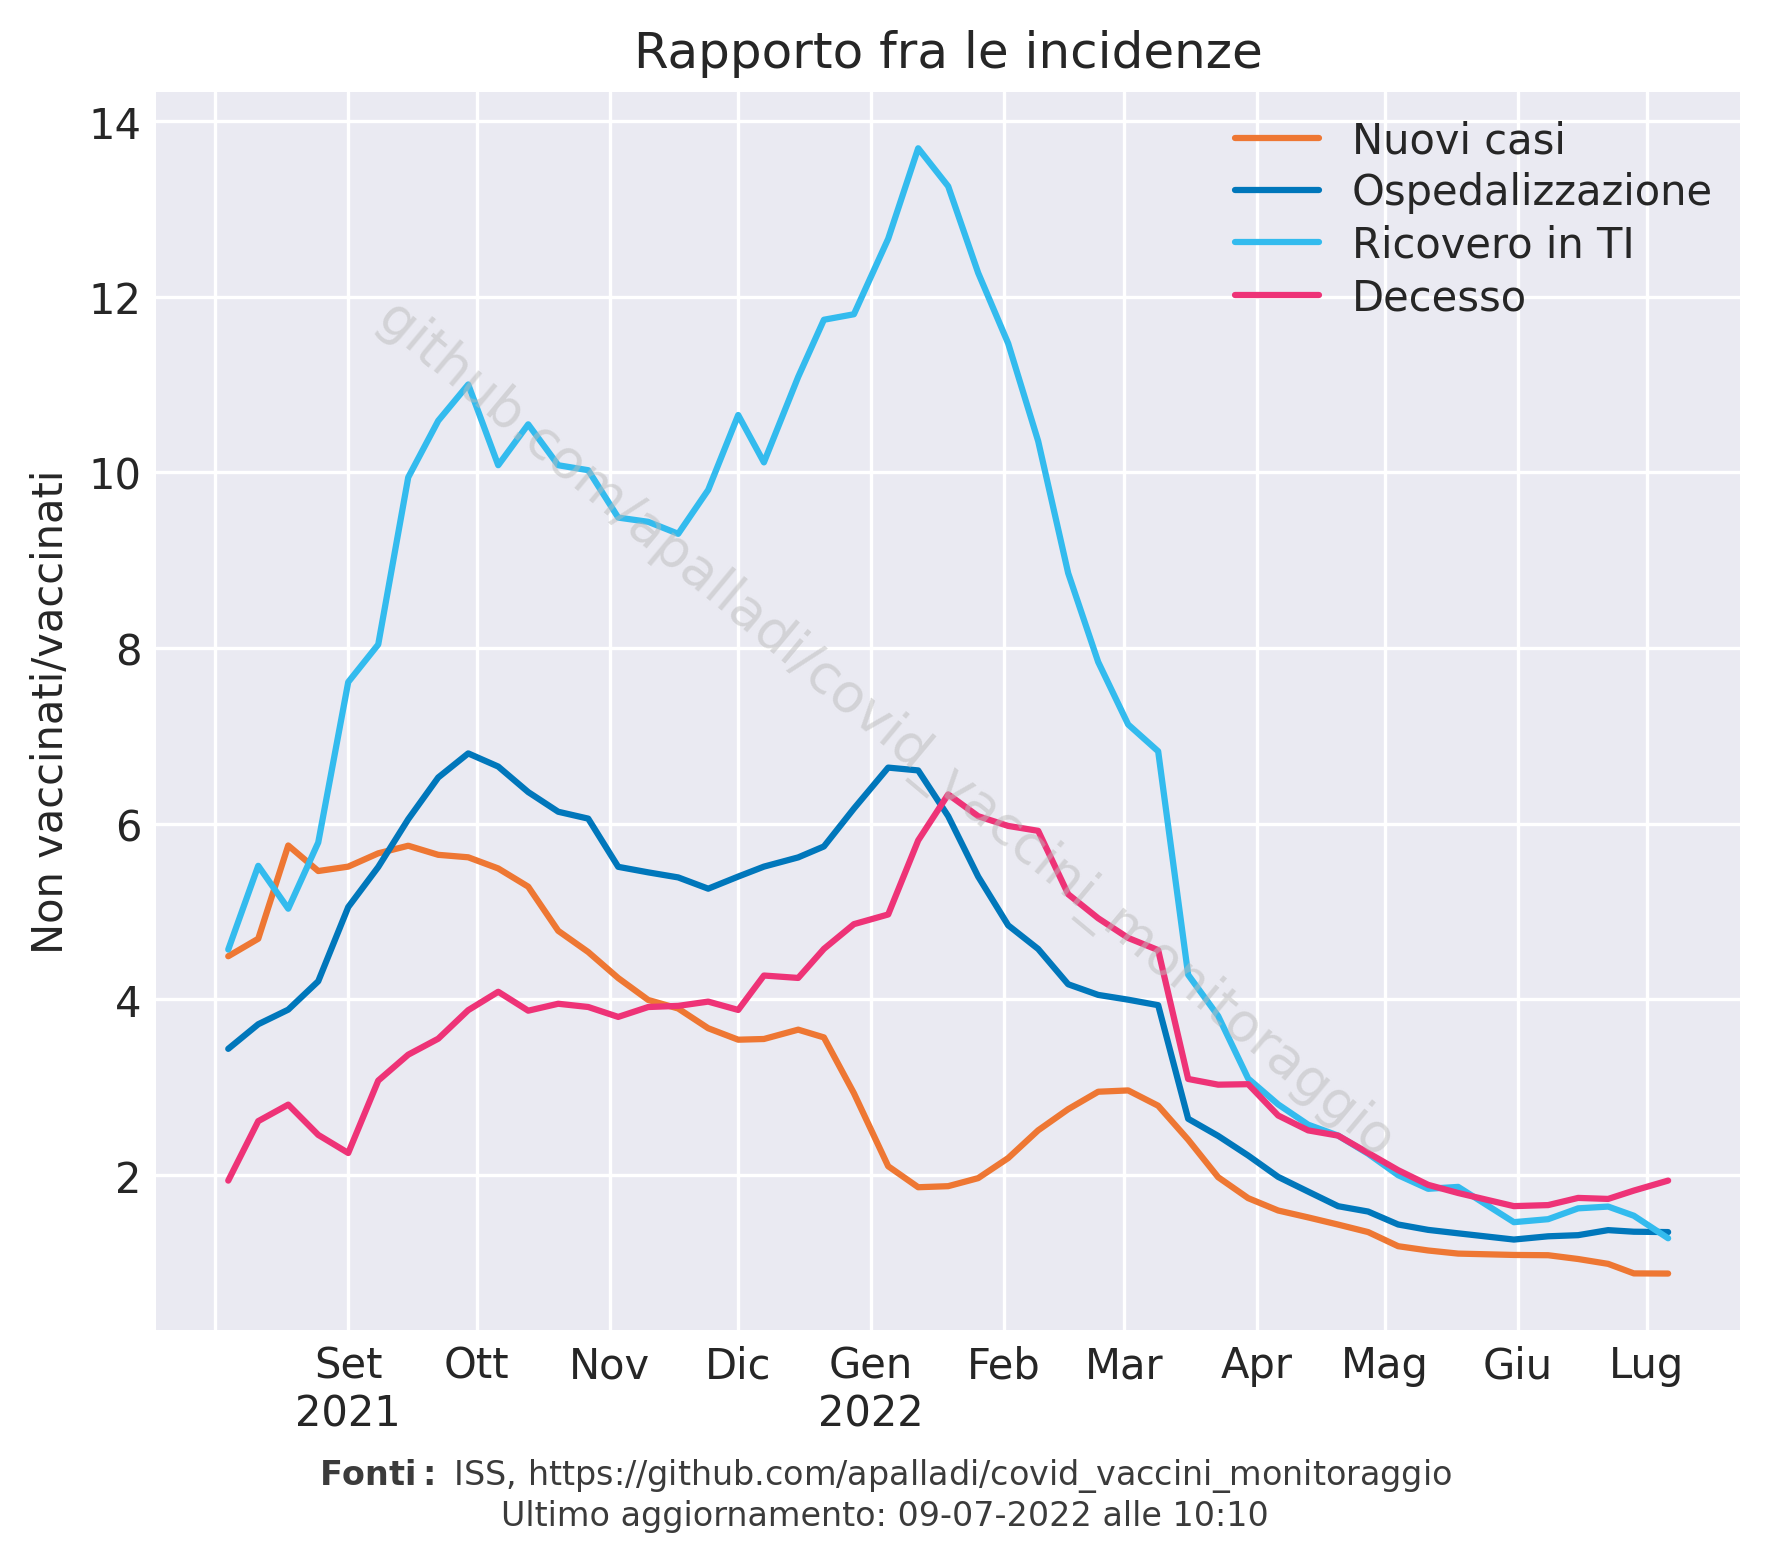 Rapporto fra le incidenze
Nuovi casi
Ospedalizzazione
Ricovero in TI
Decesso
Non vaccinati/vaccinati
14
12
10
8
6
4
2
github.com/apalladi/covid_vaccini_monitoraggio
Set Ott Nov Dic Gen Feb Mar Apr Mag Giu Lug
2021 2022
Fonti: ISS, https://github.com/apalladi/covid_vaccini_monitoraggio
Ultimo aggiornamento: 09-07-2022 alle 10:10